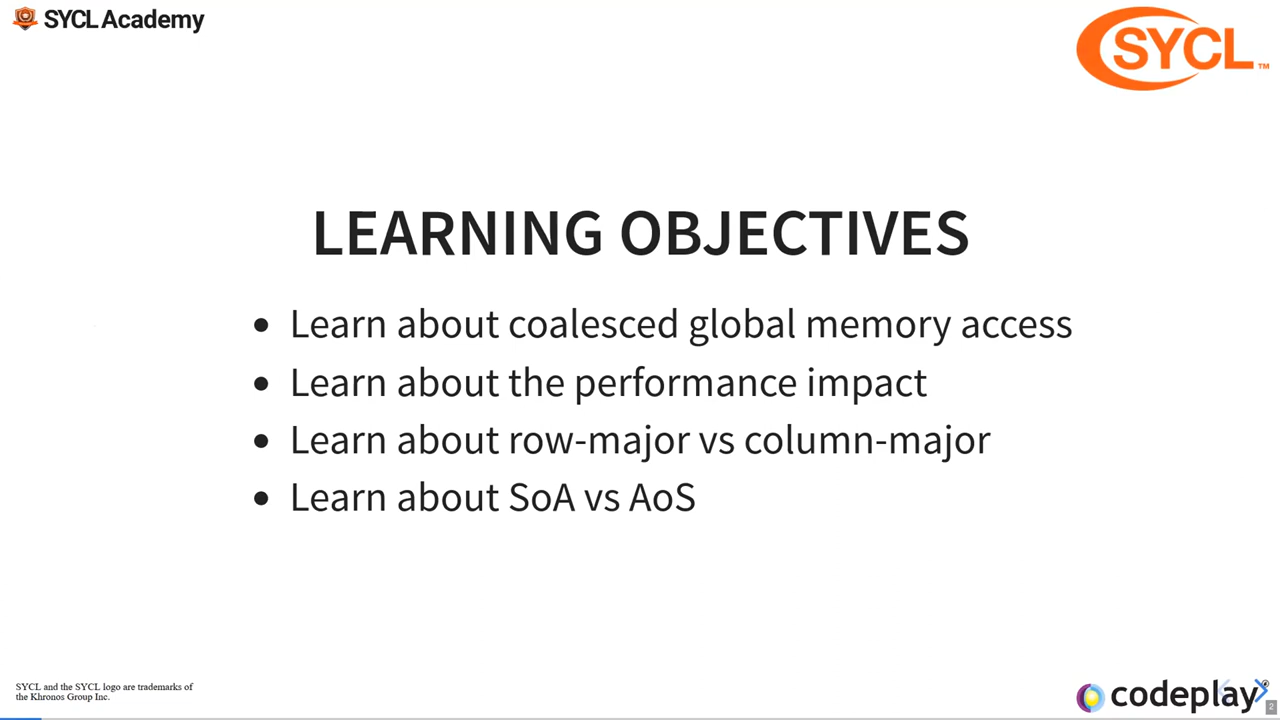 SYCL Academy
SYCL™
LEARNING OBJECTIVES
• Learn about coalesced global memory access
• Learn about the performance impact
• Learn about row-major vs column-major
• Learn about SoA vs AoS
SYCL and the SYCL logo are trademarks of
the Khronos Group Inc.
codeplay®
2